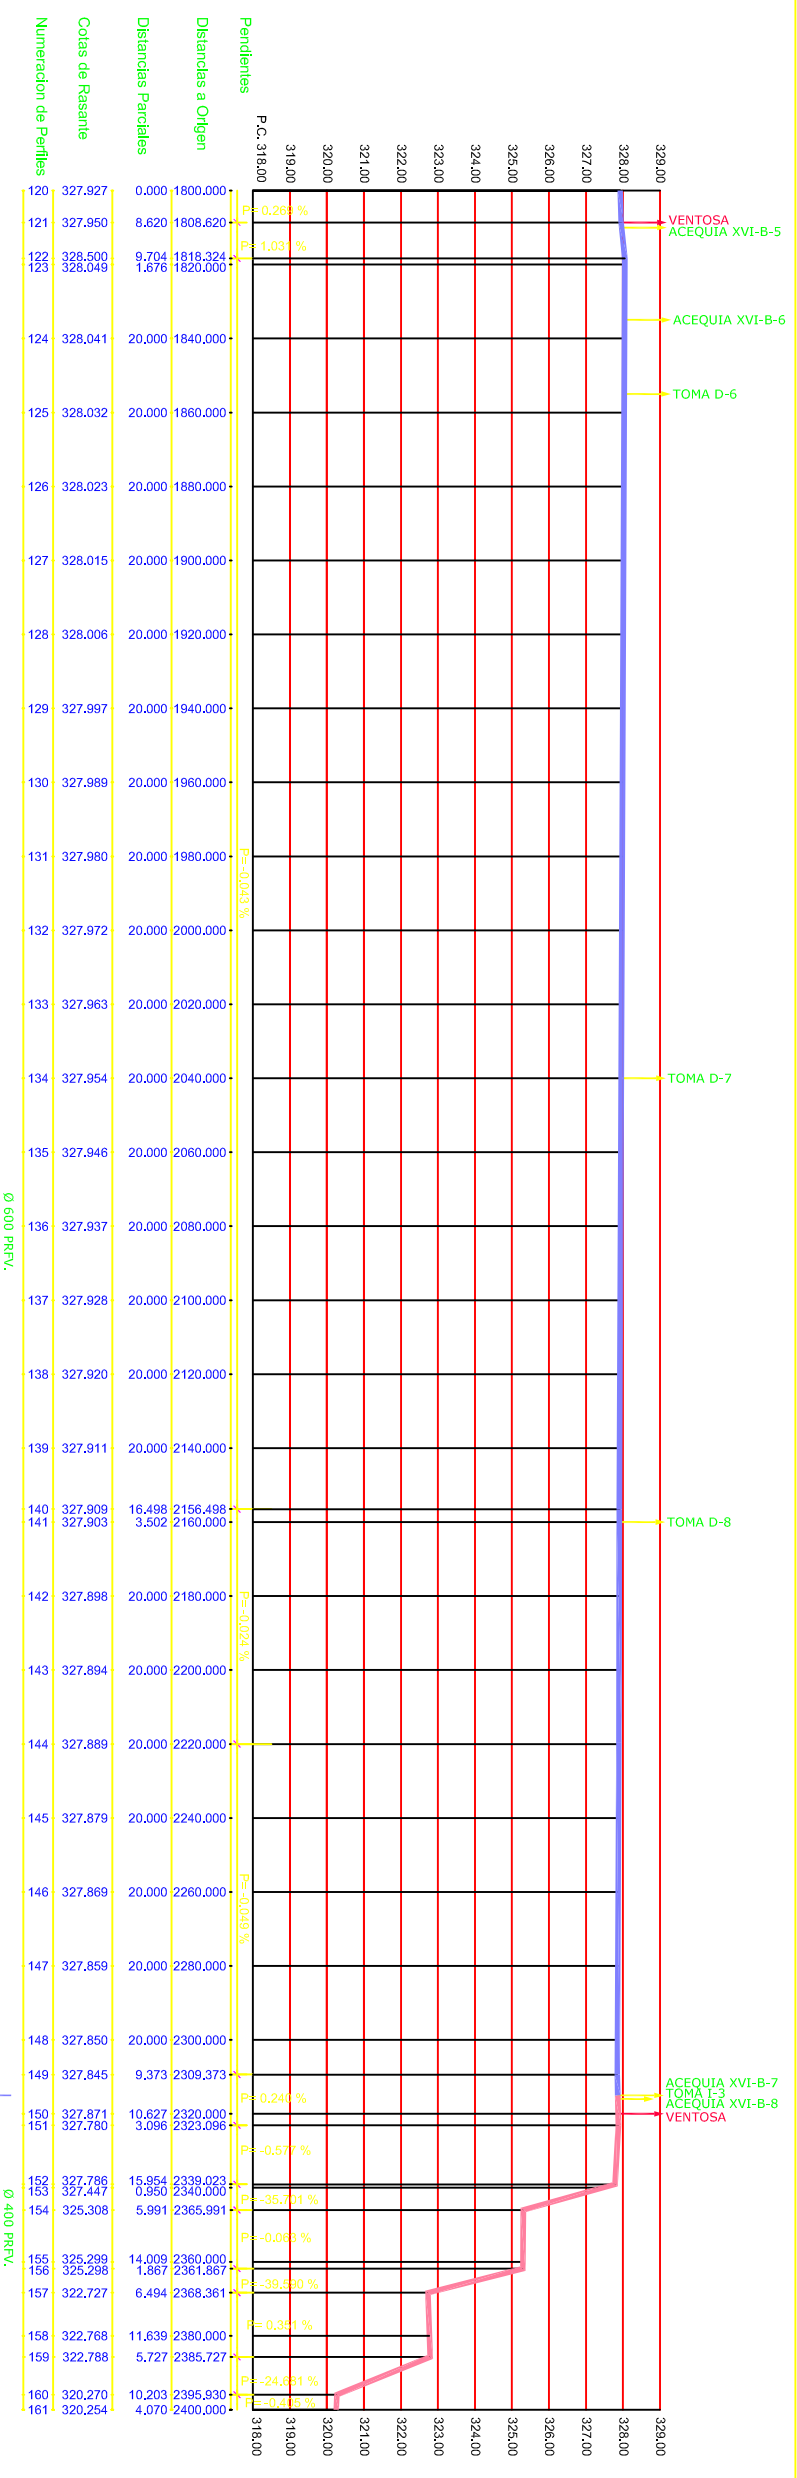 Pendientes
Distancias a Origen
Distancias Parciales
Cotas de Rasante
Numeracion de Perfiles
P.C. 318.00
319.00
320.00
321.00
322.00
323.00
324.00
325.00
326.00
327.00
328.00
329.00
120 327.927 0.000 1800.000
121 327.950 8.620 1808.620
122 328.500 9.704 1818.324
123 328.049 1.676 1820.000
124 328.041 20.000 1840.000
125 328.032 20.000 1860.000
126 328.023 20.000 1880.000
127 328.015 20.000 1900.000
128 328.006 20.000 1920.000
129 327.997 20.000 1940.000
130 327.989 20.000 1960.000
131 327.980 20.000 1980.000
132 327.972 20.000 2000.000
133 327.963 20.000 2020.000
134 327.954 20.000 2040.000
135 327.946 20.000 2060.000
136 327.937 20.000 2080.000
137 327.928 20.000 2100.000
138 327.920 20.000 2120.000
139 327.911 20.000 2140.000
140 327.909 16.498 2156.498
141 327.903 3.502 2160.000
142 327.898 20.000 2180.000
143 327.894 20.000 2200.000
144 327.889 20.000 2220.000
145 327.879 20.000 2240.000
146 327.869 20.000 2260.000
147 327.859 20.000 2280.000
148 327.850 20.000 2300.000
149 327.845 9.373 2309.373
150 327.871 10.627 2320.000
151 327.780 3.096 2323.096
152 327.786 15.954 2339.023
153 327.447 0.950 2340.000
154 325.308 5.991 2365.991
155 325.299 14.009 2360.000
156 325.298 1.867 2361.867
157 322.727 6.494 2368.361
158 322.768 11.639 2380.000
159 322.788 5.727 2385.727
160 320.270 10.203 2395.930
161 320.254 4.070 2400.000
P= 0.269 %
P= 1.031 %
P= -0.043 %
P= -0.024 %
P= -0.049 %
P= 0.249 %
P= -0.577 %
P= -35.701 %
P= -39.590 %
P= 0.351 %
VENTOSA
ACEQUIA XVI-B-5
ACEQUIA XVI-B-6
TOMA D-6
TOMA D-7
TOMA D-8
ACEQUIA XVI-B-7
TOMA I-3
ACEQUIA XVI-B-8
VENTOSA
Ø 600 PRFV.
Ø 400 PRFV.
318.00
319.00
320.00
321.00
322.00
323.00
324.00
325.00
326.00
327.00
328.00
329.00